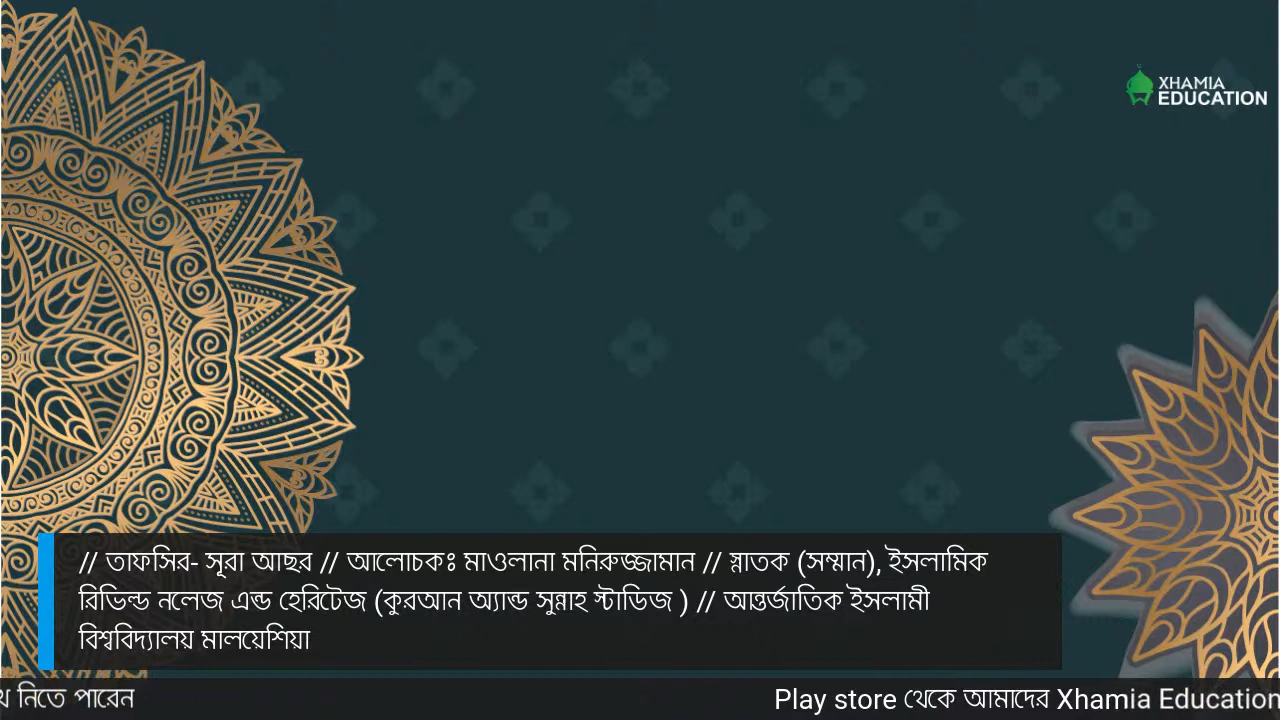 XHAMIA
EDUCATION
// তাফসির- সূরা আছর // আলোচকঃ মাওলানা মনিরুজ্জামান // স্নাতক (সম্মান), ইসলামিক
রিভিল্ড নলেজ এন্ড হেরিটেজ (কুরআন অ্যান্ড সুন্নাহ স্টাডিজ ) // আন্তর্জাতিক ইসলামী
বিশ্ববিদ্যালয় মালয়েশিয়া
নিতে পারেন Play store থেকে আমাদের Xhamia Education